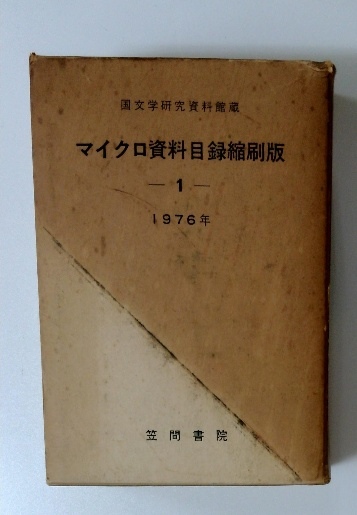 国文学研究資料館蔵
マイクロ資料目録縮刷版
— 1 —
1976年
笠間書院